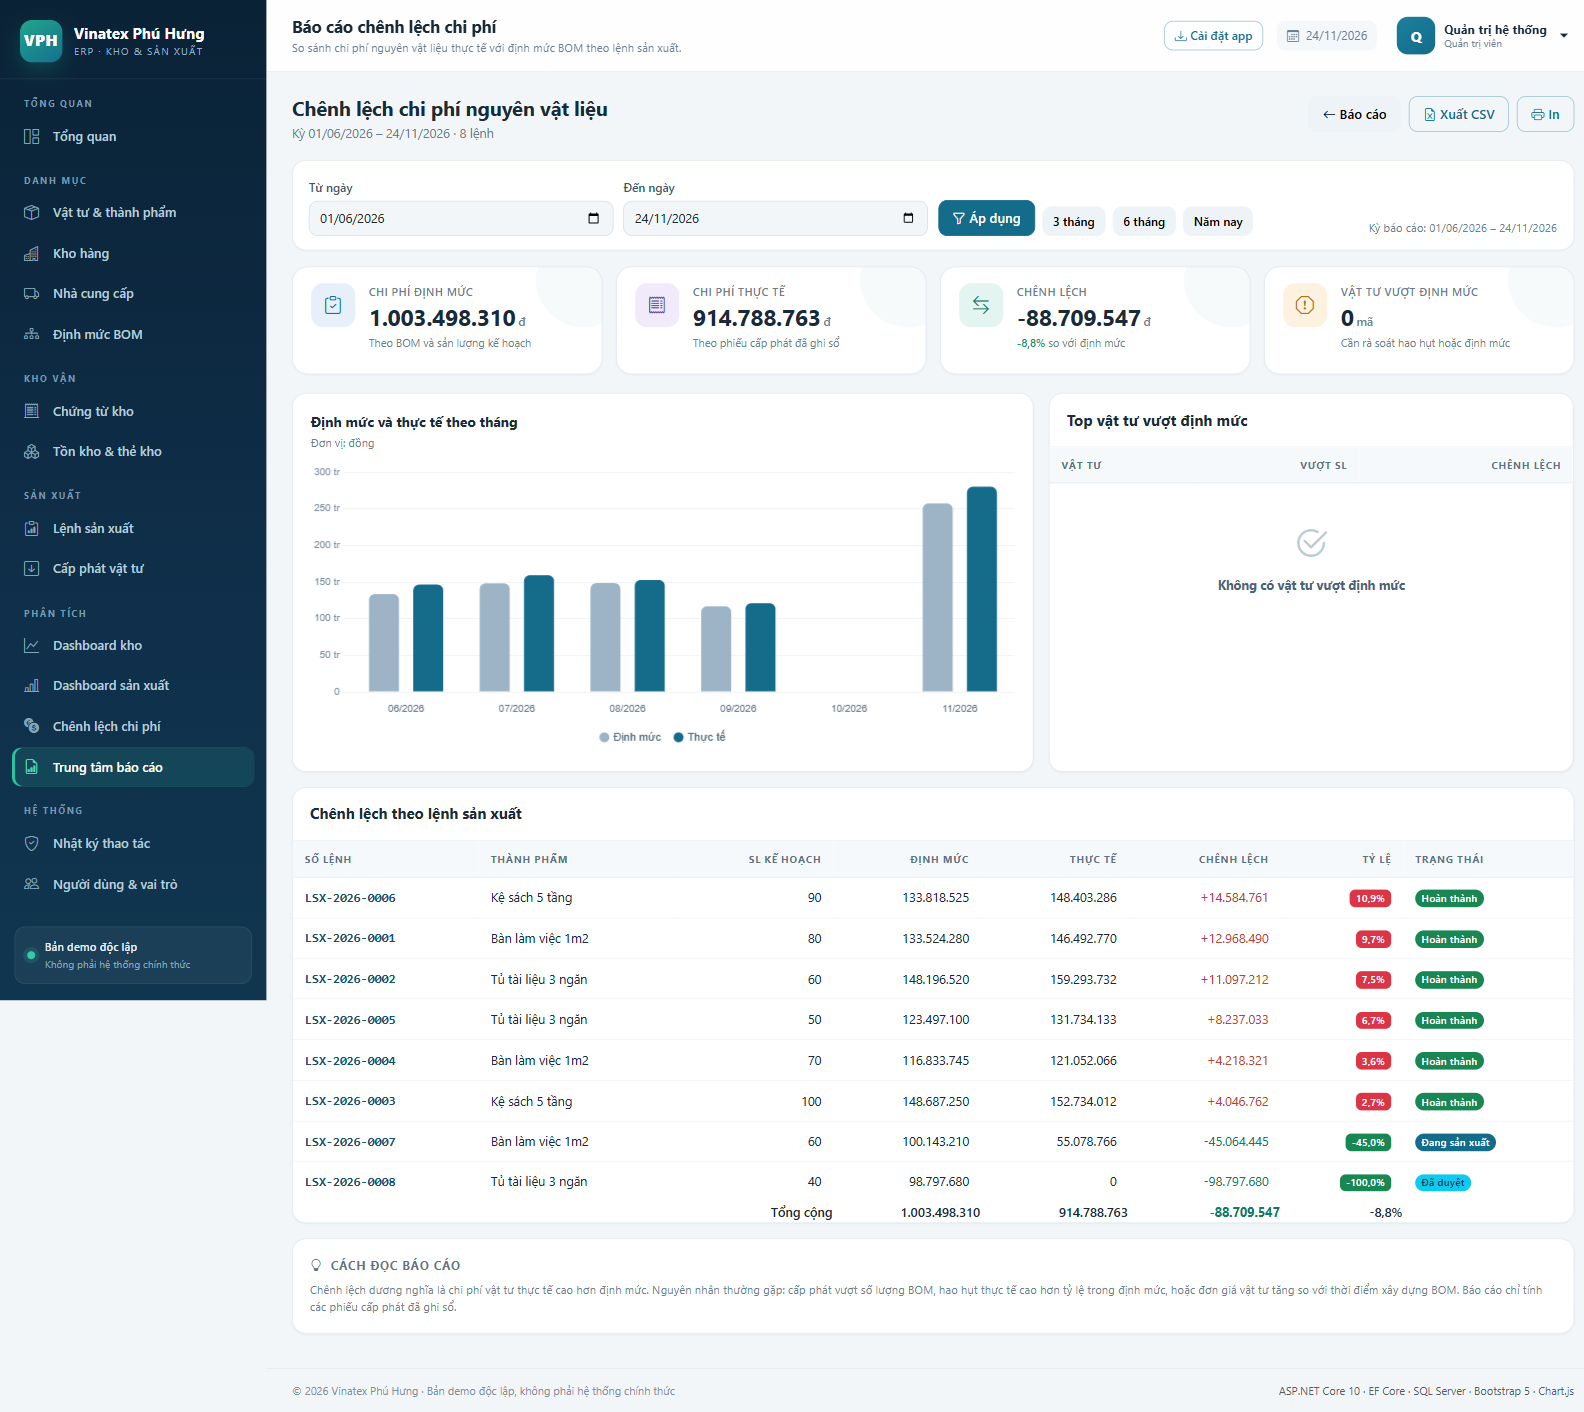 VPH
Vinatex Phú Hưng
ERP · KHO & SẢN XUẤT
TỔNG QUAN
Tổng quan
DANH MỤC
Vật tư & thành phẩm
Kho hàng
Nhà cung cấp
Định mức BOM
KHO VẬN
Chứng từ kho
Tồn kho & thẻ kho
SẢN XUẤT
Lệnh sản xuất
Cấp phát vật tư
PHÂN TÍCH
Dashboard kho
Dashboard sản xuất
Chênh lệch chi phí
Trung tâm báo cáo
HỆ THỐNG
Nhật ký thao tác
Người dùng & vai trò
Bản demo độc lập
Không phải hệ thống chính thức
Báo cáo chênh lệch chi phí
So sánh chi phí nguyên vật liệu thực tế với định mức BOM theo lệnh sản xuất.
Cài đặt app
24/11/2026
Q
Quản trị hệ thống
Quản trị viên
Chênh lệch chi phí nguyên vật liệu
Kỳ 01/06/2026 – 24/11/2026 · 8 lệnh
← Báo cáo
Xuất CSV
In
Từ ngày
01/06/2026
Đến ngày
24/11/2026
Áp dụng
3 tháng
6 tháng
Năm nay
Kỳ báo cáo: 01/06/2026 – 24/11/2026
CHI PHÍ ĐỊNH MỨC
1.003.498.310 đ
Theo BOM và sản lượng kế hoạch
CHI PHÍ THỰC TẾ
914.788.763 đ
Theo phiếu cấp phát đã ghi sổ
CHÊNH LỆCH
-88.709.547 đ
-8,8% so với định mức
VẬT TƯ VƯỢT ĐỊNH MỨC
0 mã
Cần rà soát hao hụt hoặc định mức
Định mức và thực tế theo tháng
Đơn vị: đồng
300 tr
250 tr
200 tr
150 tr
100 tr
50 tr
0
06/2026 07/2026 08/2026 09/2026 10/2026 11/2026
Định mức Thực tế
Top vật tư vượt định mức
VẬT TƯ VƯỢT SL CHÊNH LỆCH
Không có vật tư vượt định mức
Chênh lệch theo lệnh sản xuất
SỐ LỆNH THÀNH PHẨM SL KẾ HOẠCH ĐỊNH MỨC THỰC TẾ CHÊNH LỆCH TỶ LỆ TRẠNG THÁI
LSX-2026-0006 Kệ sách 5 tầng 90 133.818.525 148.403.286 +14.584.761 10,9% Hoàn thành
LSX-2026-0001 Bàn làm việc 1m2 80 133.524.280 146.492.770 +12.968.490 9,7% Hoàn thành
LSX-2026-0002 Tủ tài liệu 3 ngăn 60 148.196.520 159.293.732 +11.097.212 7,5% Hoàn thành
LSX-2026-0005 Tủ tài liệu 3 ngăn 50 123.497.100 131.734.133 +8.237.033 6,7% Hoàn thành
LSX-2026-0004 Bàn làm việc 1m2 70 116.833.745 121.052.066 +4.218.321 3,6% Hoàn thành
LSX-2026-0003 Kệ sách 5 tầng 100 148.687.250 152.734.012 +4.046.762 2,7% Hoàn thành
LSX-2026-0007 Bàn làm việc 1m2 60 100.143.210 55.078.766 -45.064.445 -45,0% Đang sản xuất
LSX-2026-0008 Tủ tài liệu 3 ngăn 40 98.797.680 0 -98.797.680 -100,0% Đã duyệt
Tổng cộng 1.003.498.310 914.788.763 -88.709.547 -8,8%
CÁCH ĐỌC BÁO CÁO
Chênh lệch dương nghĩa là chi phí vật tư thực tế cao hơn định mức. Nguyên nhân thường gặp: cấp phát vượt số lượng BOM, hao hụt thực tế cao hơn tỷ lệ trong định mức, hoặc đơn giá vật tư tăng so với thời điểm xây dựng BOM. Báo cáo chỉ tính
các phiếu cấp phát đã ghi sổ.
© 2026 Vinatex Phú Hưng · Bản demo độc lập, không phải hệ thống chính thức
ASP.NET Core 10 · EF Core · SQL Server · Bootstrap 5 · Chart.js